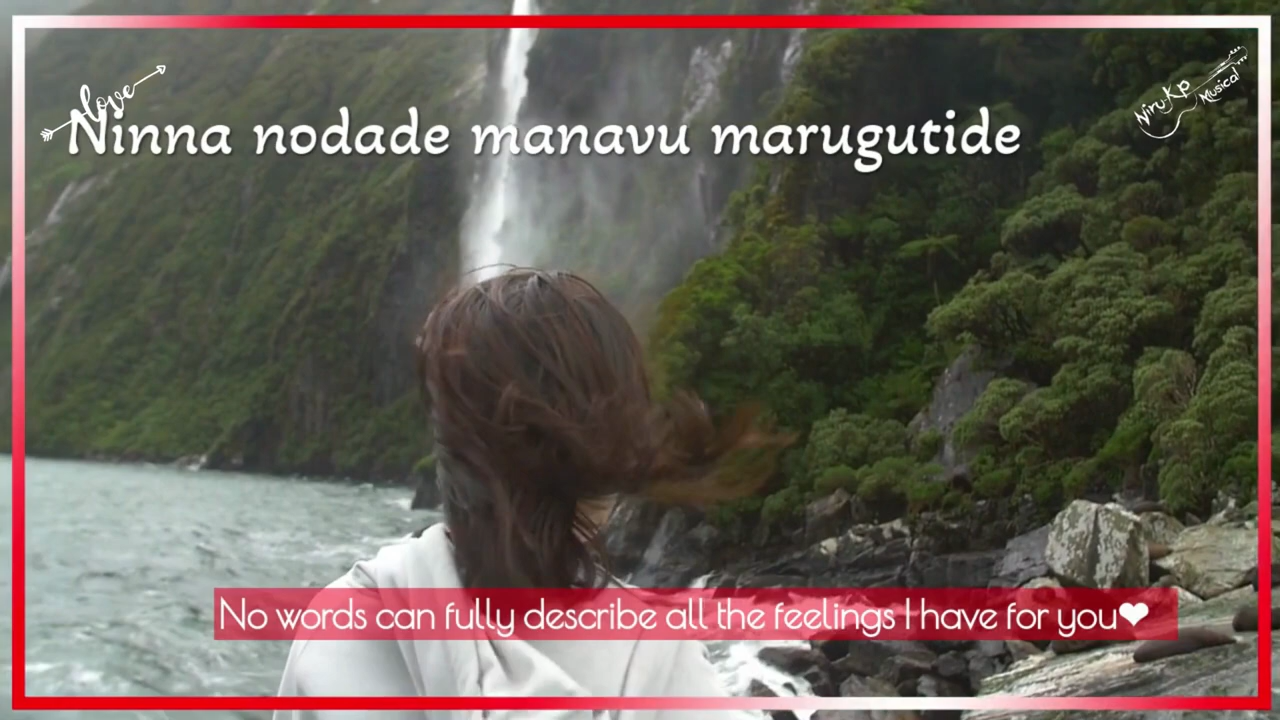 love
Niru Kp
Musical
Ninna nodade manavu marugutide
No words can fully describe all the feelings I have for you❤